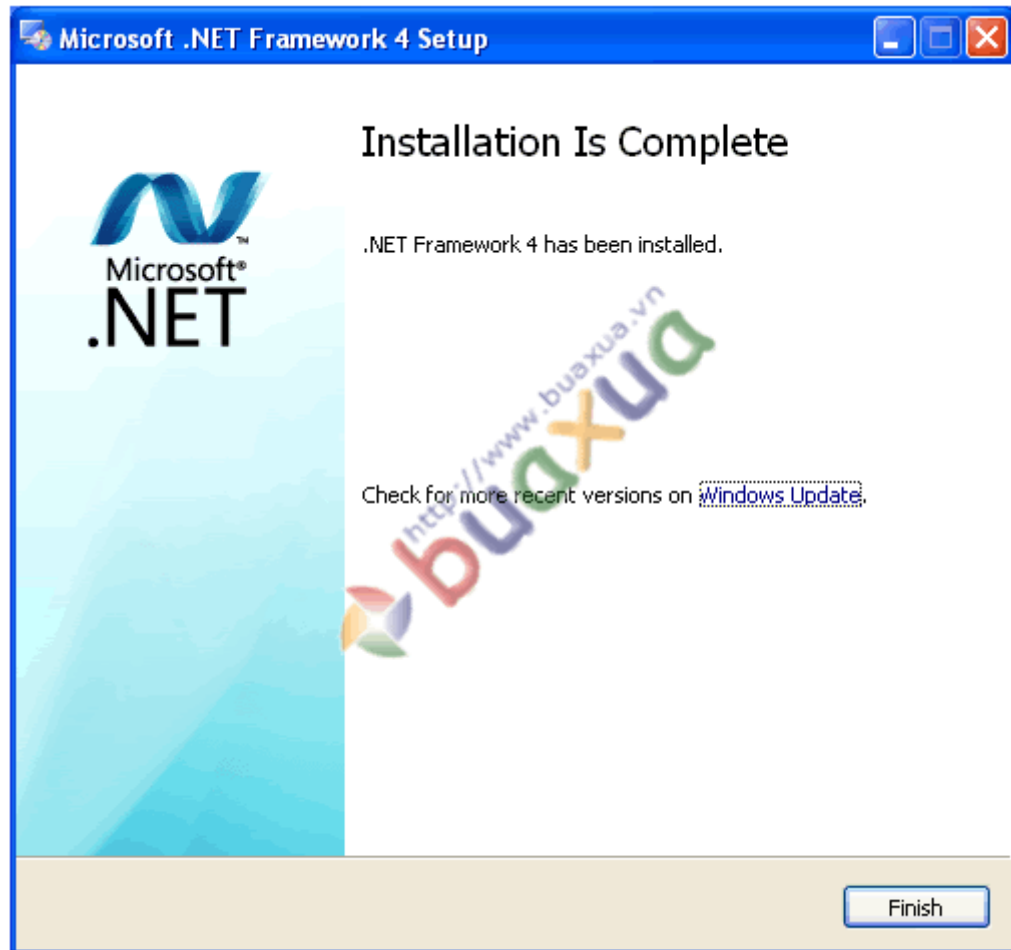 Microsoft .NET Framework 4 Setup
Installation Is Complete
Microsoft®
.NET
TM
.NET Framework 4 has been installed.
http://www.buaxua.vn
buaxua
Check for more recent versions on Windows Update.
Finish